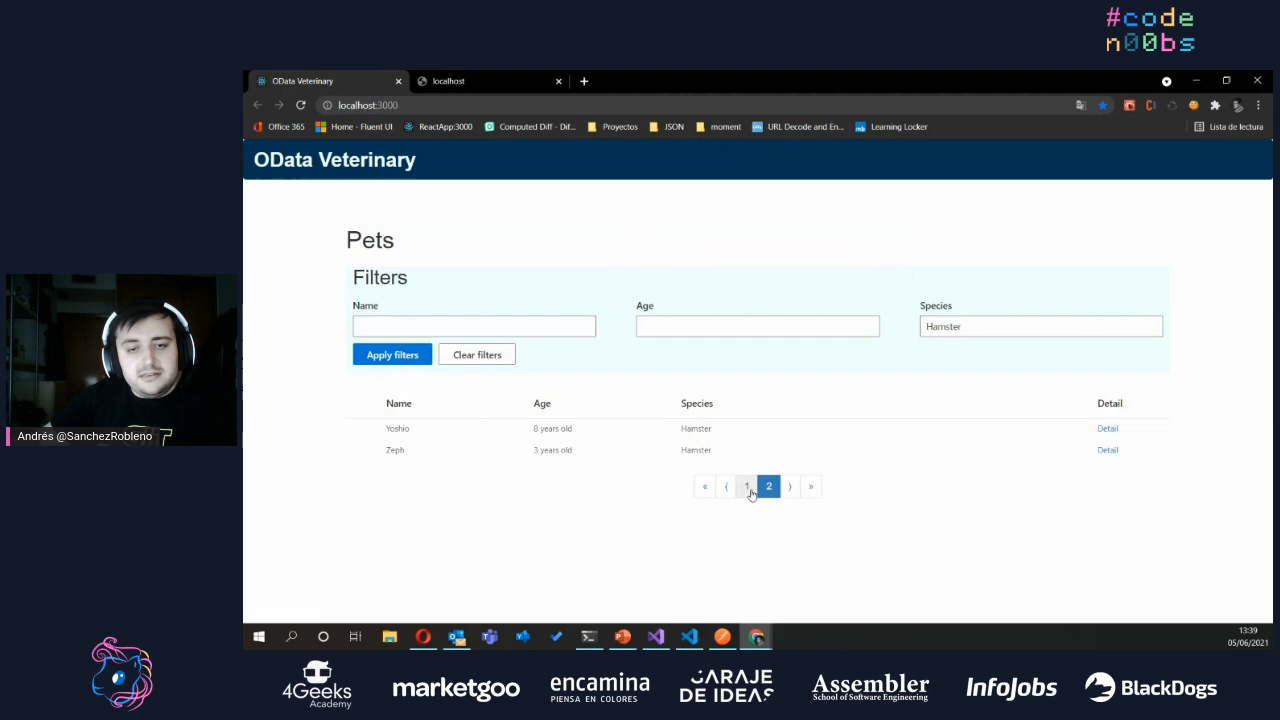 #code
n00bs
OData Veterinary
localhost
localhost:3000
Office 365
Home - Fluent UI
ReactApp:3000
Computed Diff - Dif...
Proyectos
JSON
moment
URL Decode and En...
Learning Locker
Lista de lectura
OData Veterinary
Pets
Filters
Name
Age
Species
Hamster
Apply filters
Clear filters
Name
Age
Species
Detail
Yoshio
8 years old
Hamster
Detail
Zeph
3 years old
Hamster
Detail
« ⟨ 1 2 ⟩ »
Andrés @SanchezRobleno
13:39
05/06/2021
4Geeks
Academy
marketgoo
encamina
PIENSA EN COLORES
GARAJE
DE IDEAS
Assembler
School of Software Engineering
InfoJobs
BlackDogs